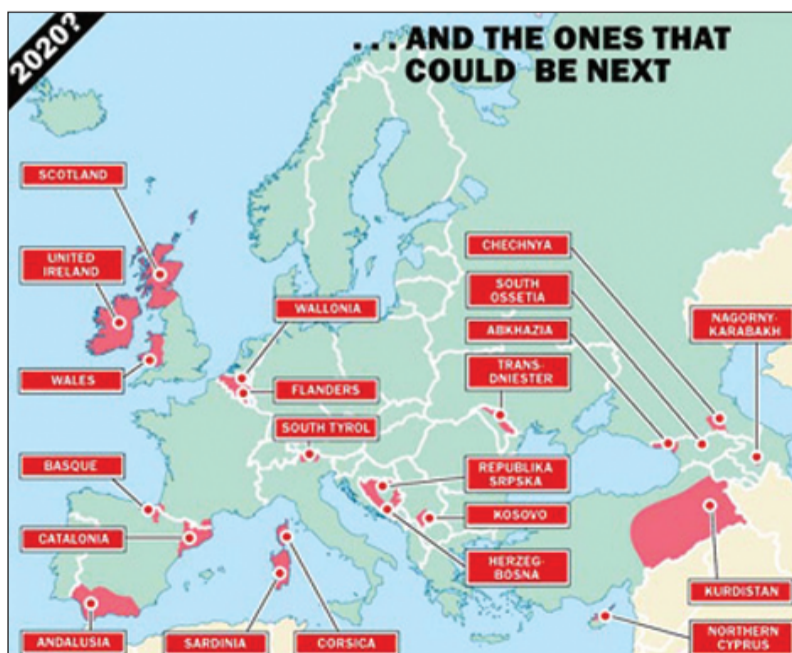 2020?
. . . AND THE ONES THAT
COULD BE NEXT
SCOTLAND
UNITED
IRELAND
WALES
WALLONIA
FLANDERS
SOUTH TYROL
BASQUE
CATALONIA
ANDALUSIA
SARDINIA
CORSICA
CHECHNYA
SOUTH
OSSETIA
ABKHAZIA
TRANS-
DNIESTER
NAGORNY-
KARABAKH
REPUBLIKA
SRPSKA
KOSOVO
HERZEG-
BOSNA
KURDISTAN
NORTHERN
CYPRUS